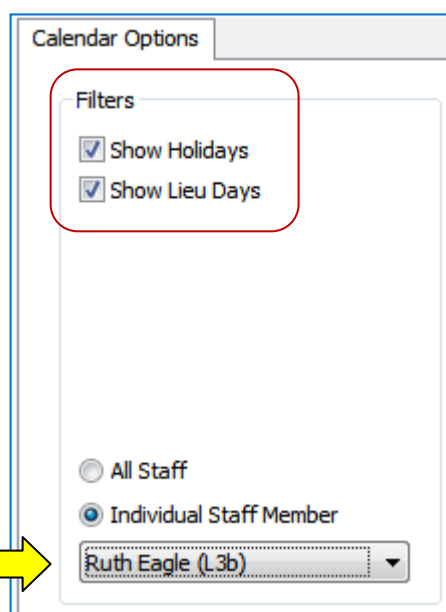 Calendar Options
Filters
Show Holidays
Show Lieu Days
All Staff
Individual Staff Member
Ruth Eagle (L3b)